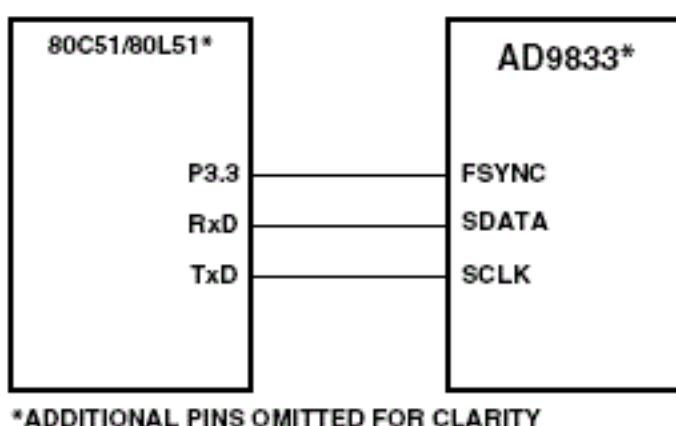 80C51/80L51*
AD9833*
P3.3
FSYNC
RxD
SDATA
TxD
SCLK
*ADDITIONAL PINS OMITTED FOR CLARITY